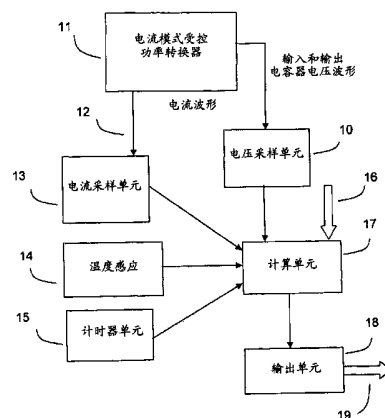 11
电流模式受控
功率转换器
输入和输出
电容器电压波形
12
电流波形
10
13
电流采样单元
电压采样单元
16
17
14
温度感应
计算单元
15
计时器单元
18
输出单元
19